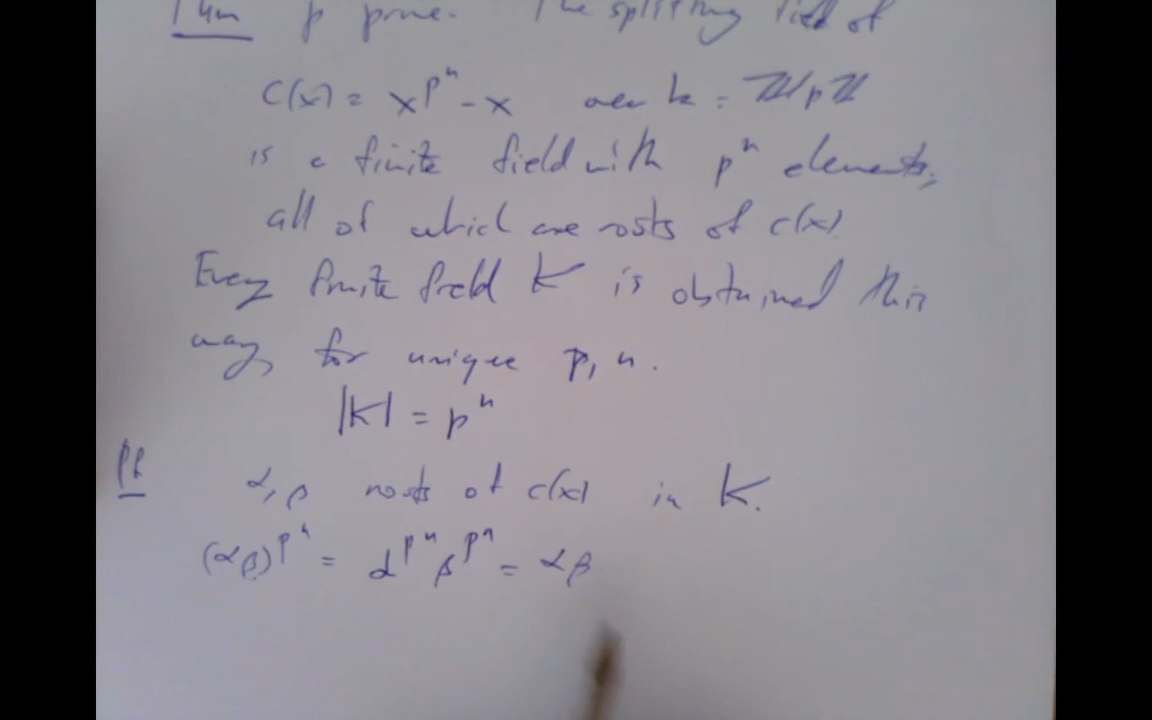 Thm p prime. The splitting field of
C(x) = x^{p^n} - x over k = ℤ/pℤ
is a finite field with p^n elements,
all of which are roots of c(x).
Every finite field K is obtained this
way, for unique p, n.
|K| = p^n
Pf α, β roots of c(x) in K.
(αβ)^{p^n} = α^{p^n} β^{p^n} = αβ